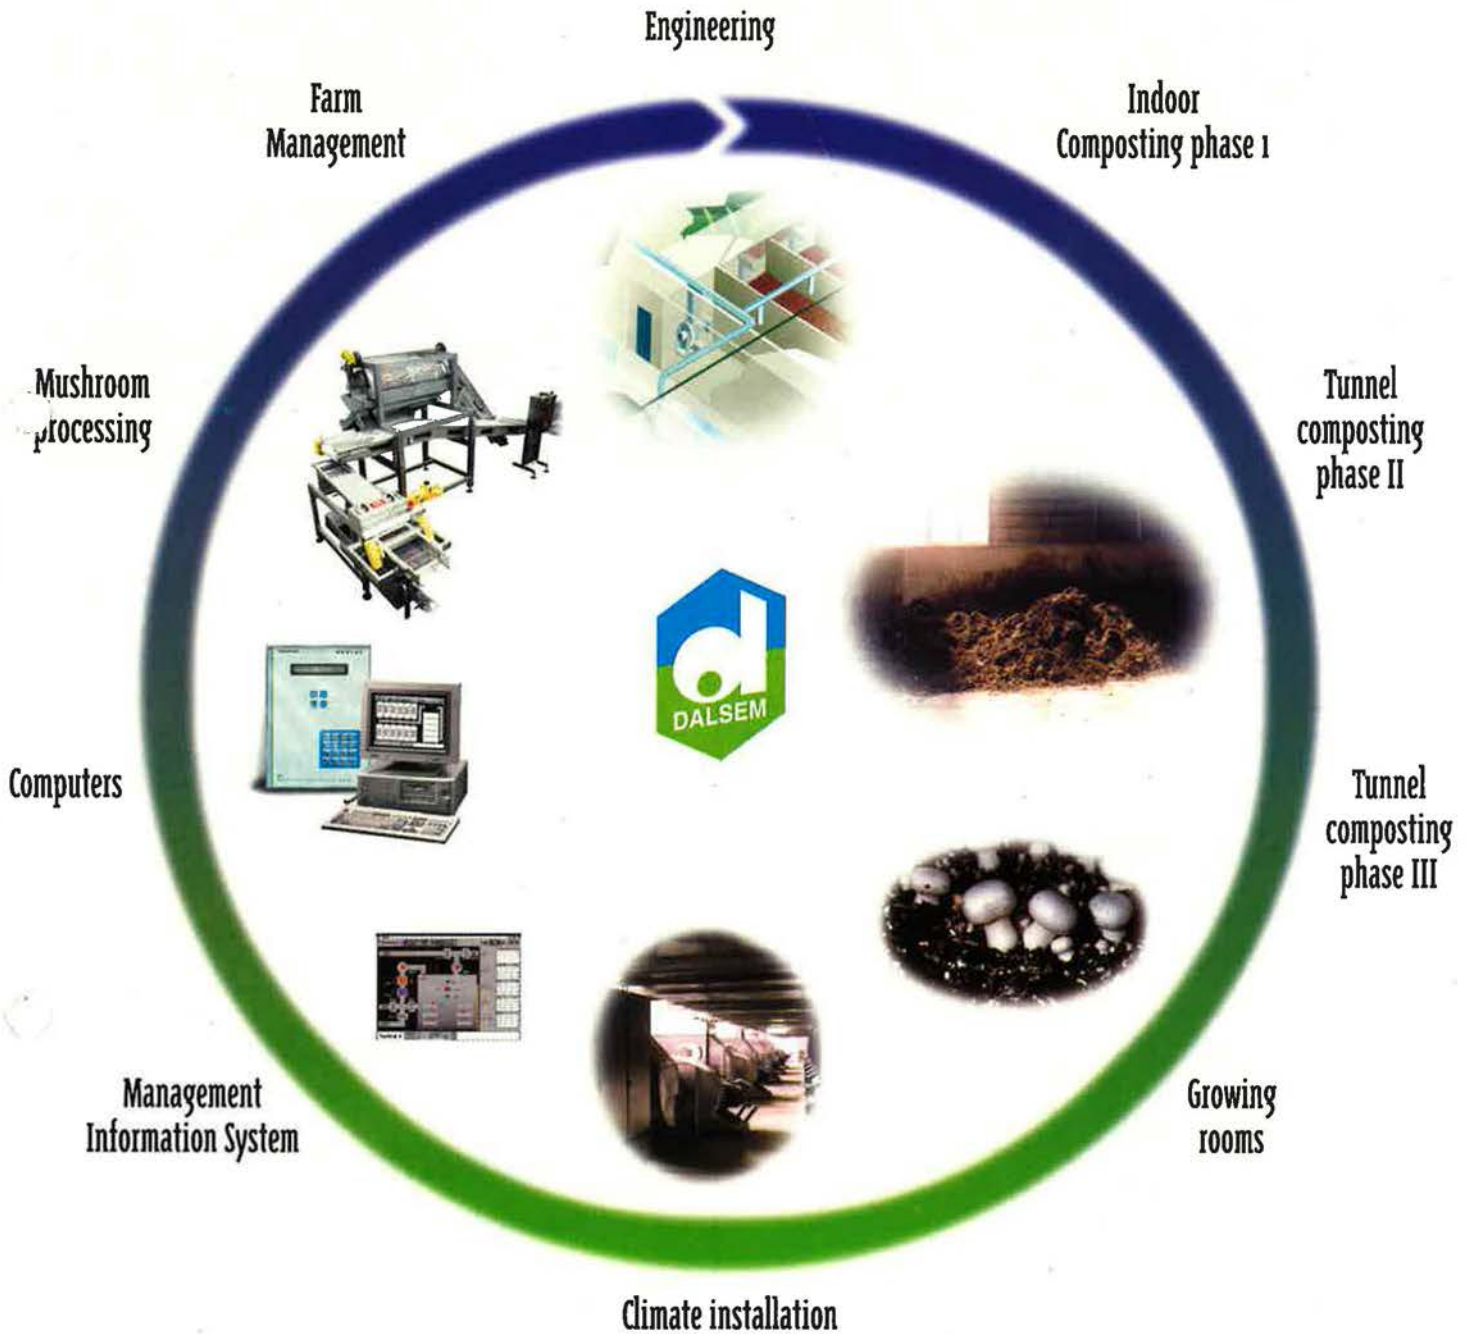 Engineering
Indoor
Composting phase 1
Tunnel
composting
phase II
Tunnel
composting
phase III
Growing
rooms
Climate installation
Management
Information System
Computers
Mushroom
processing
Farm
Management
DALSEM